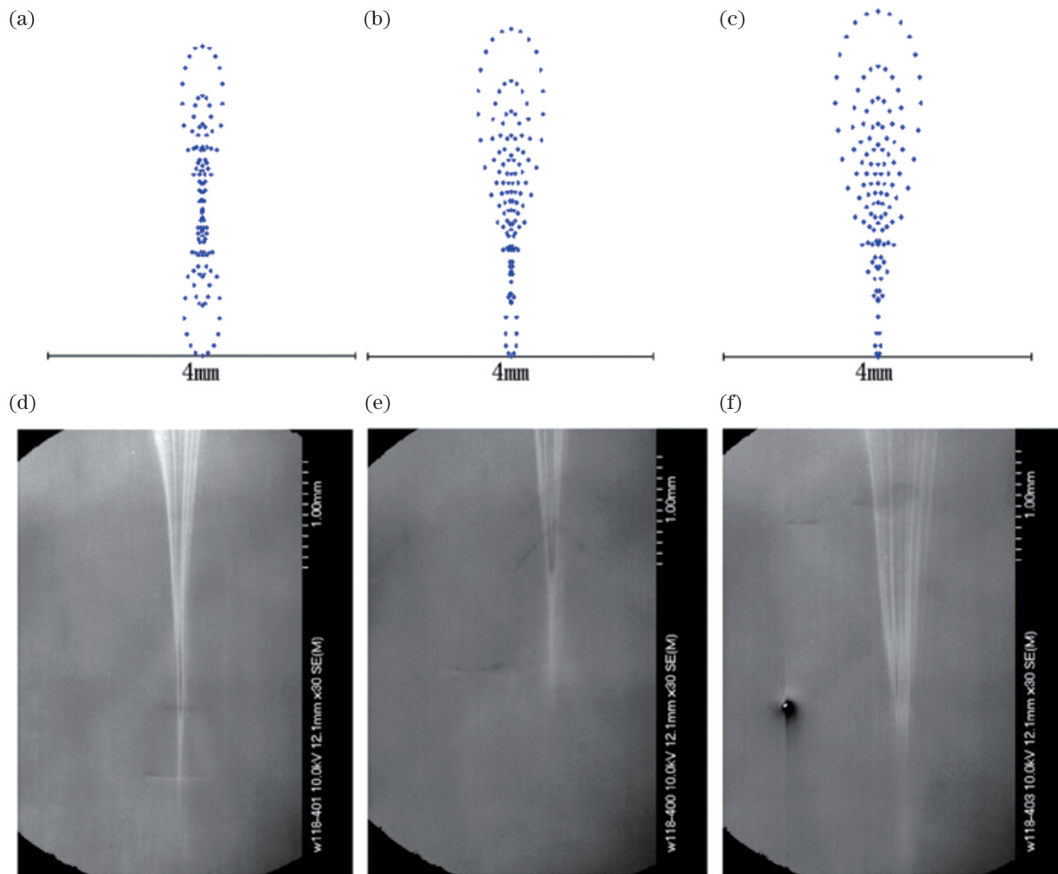 (a)
(b)
(c)
4mm
4mm
4mm
(d)
(e)
(f)
1.00mm
w118-401 10.0kV 12.1mm x30 SE(M)
1.00mm
w118-400 10.0kV 12.1mm x30 SE(M)
1.00mm
w118-403 10.0kV 12.1mm x30 SE(M)